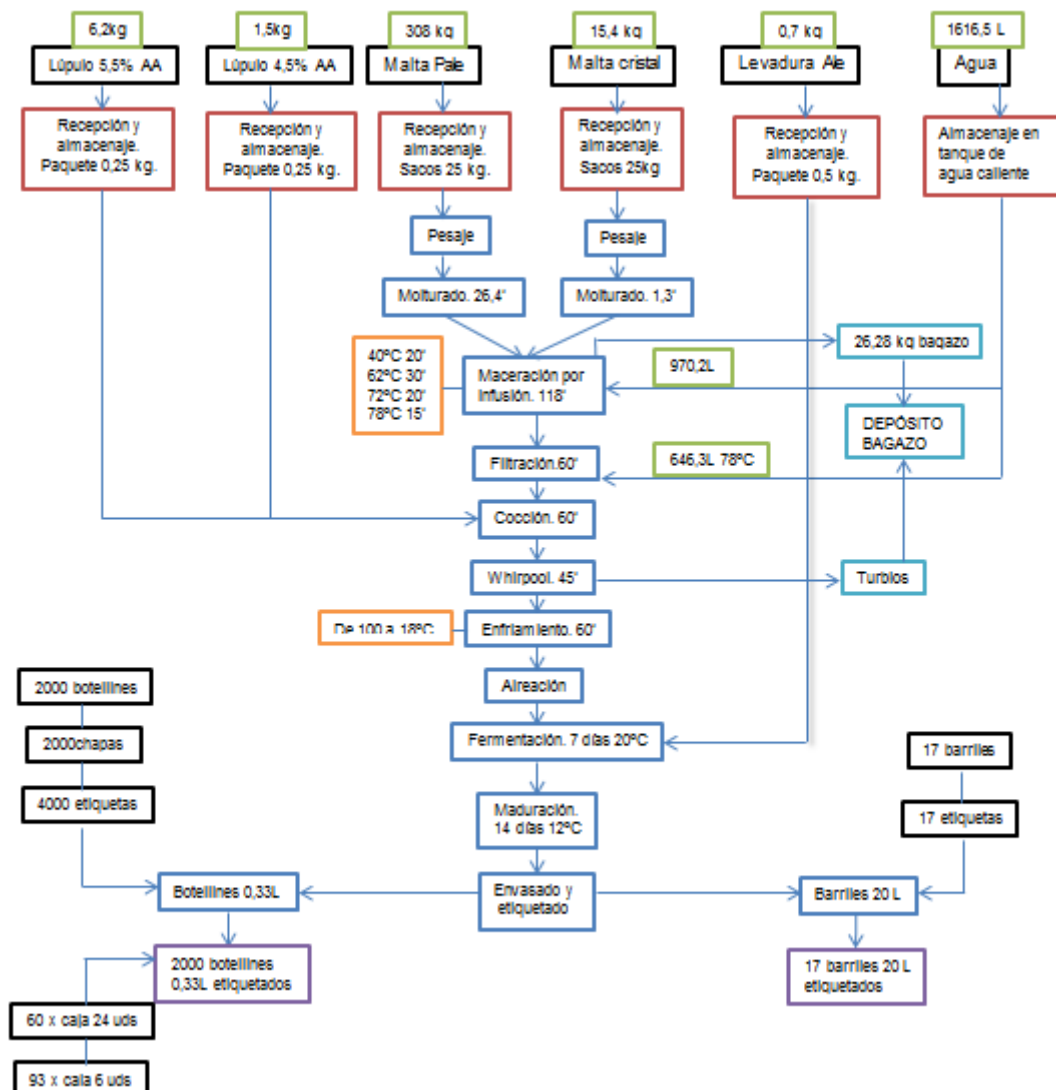 6,2kg
1,5kg
308 kg
15,4 kg
0,7 kg
1616,5 L
Lúpulo 5,5% AA
Lúpulo 4,5% AA
Malta Pale
Malta cristal
Levadura Ale
Agua
Recepción y
almacenaje.
Paquete 0,25 kg.
Recepción y
almacenaje.
Paquete 0,25 kg.
Recepción y
almacenaje.
Sacos 25 kg.
Recepción y
almacenaje.
Sacos 25kg
Recepción y
almacenaje.
Paquete 0,5 kg.
Almacenaje en
tanque de
agua caliente
Pesaje
Pesaje
Molturado. 26,4'
Molturado. 1,3'
40ºC 20'
62ºC 30'
72ºC 20'
78ºC 15'
Maceración por
infusión. 118'
970,2L
26,28 kg bagazo
DEPÓSITO
BAGAZO
Filtración.60'
646,3L 78ºC
Cocción. 60'
Whirpool. 45'
Turbios
De 100 a 18ºC
Enfriamiento. 60'
Aireación
Fermentación. 7 días 20ºC
2000 botellines
2000chapas
4000 etiquetas
17 barriles
17 etiquetas
Maduración.
14 días 12ºC
Botellines 0,33L
Envasado y
etiquetado
Barriles 20 L
2000 botellines
0,33L etiquetados
17 barriles 20 L
etiquetados
60 x caja 24 uds
93 x caja 6 uds